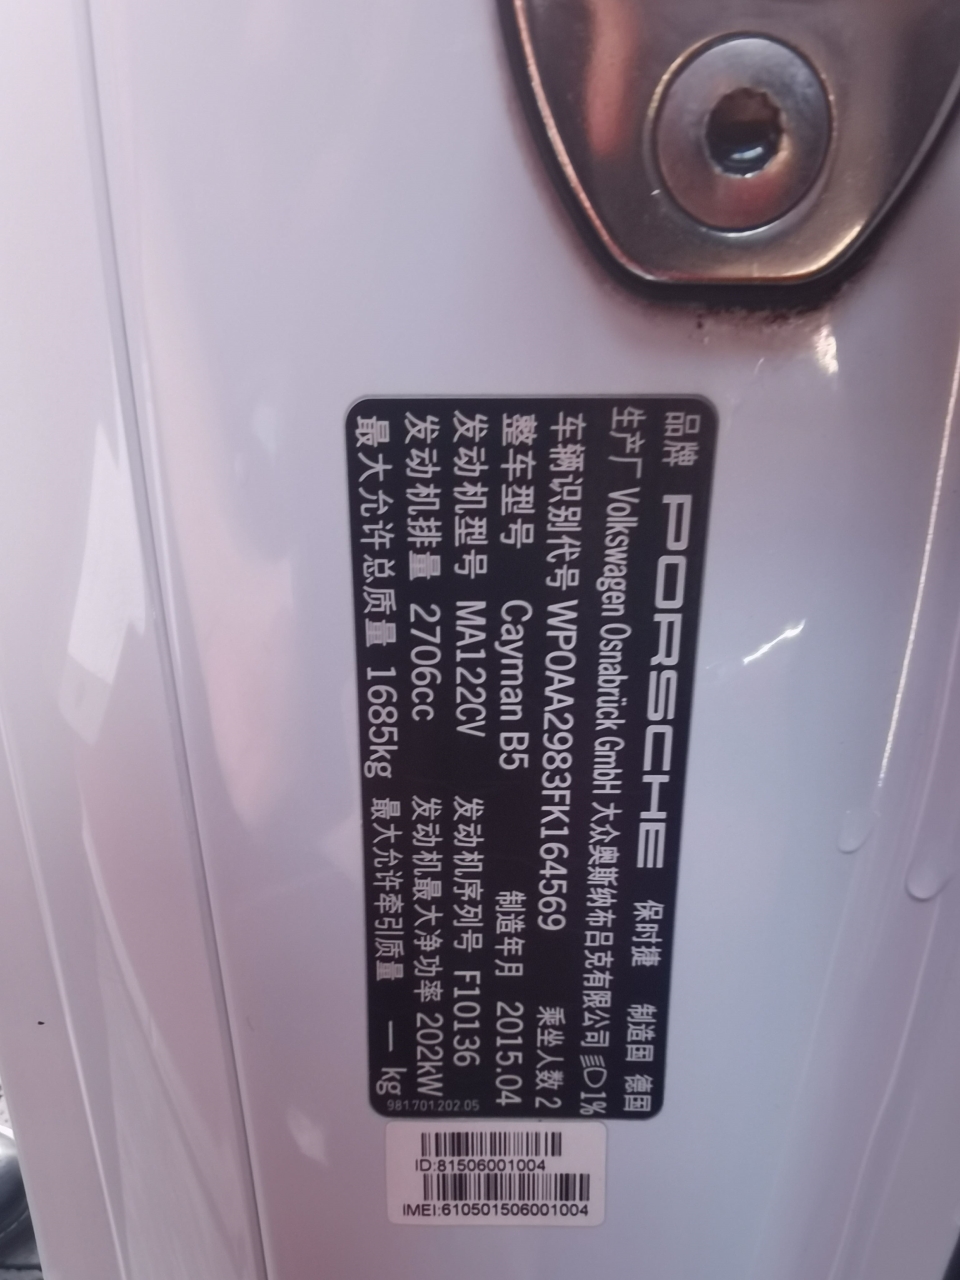 品牌 PORSCHE 保时捷 制造国 德国
生产厂 Volkswagen Osnabrück GmbH 大众奥斯纳布吕克有限公司 1%
车辆识别代号 WP0AA2983FK164569 乘坐人数 2
整车型号 Cayman B5 制造年月 2015.04
发动机型号 MA122CV 发动机序列号 F10136
发动机排量 2706cc 发动机最大净功率 202kW
最大允许总质量 1685kg 最大允许牵引质量 — kg
981.701.202.05
ID:81506001004
IMEI:610501506001004